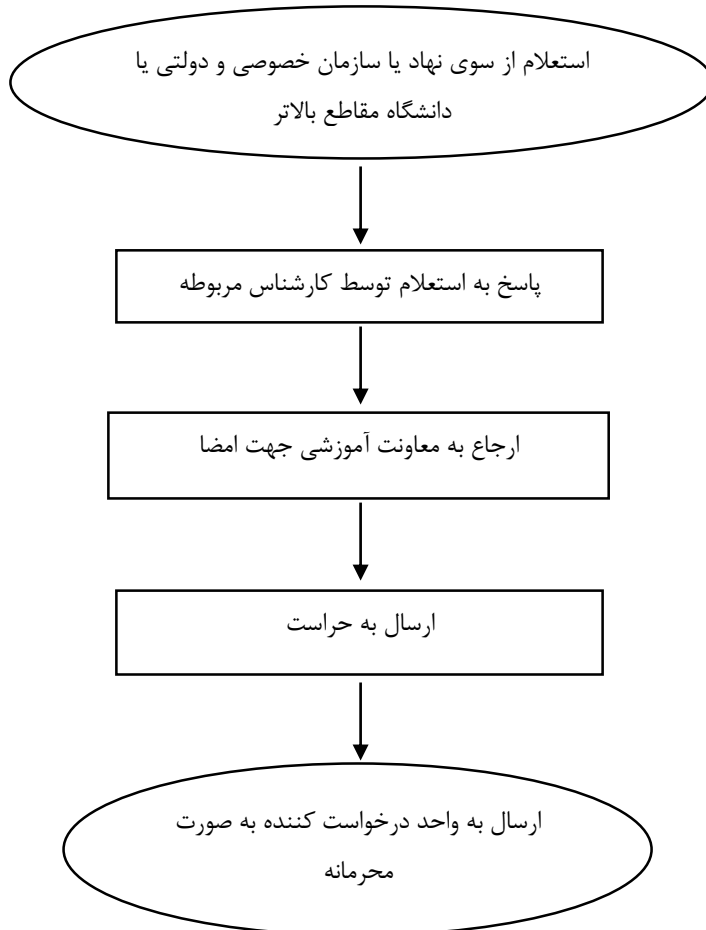 استعلام از سوی نهاد یا سازمان خصوصی و دولتی یا
دانشگاه مقاطع بالاتر
پاسخ به استعلام توسط کارشناس مربوطه
ارجاع به معاونت آموزشی جهت امضا
ارسال به حراست
ارسال به واحد درخواست کننده به صورت
محرمانه